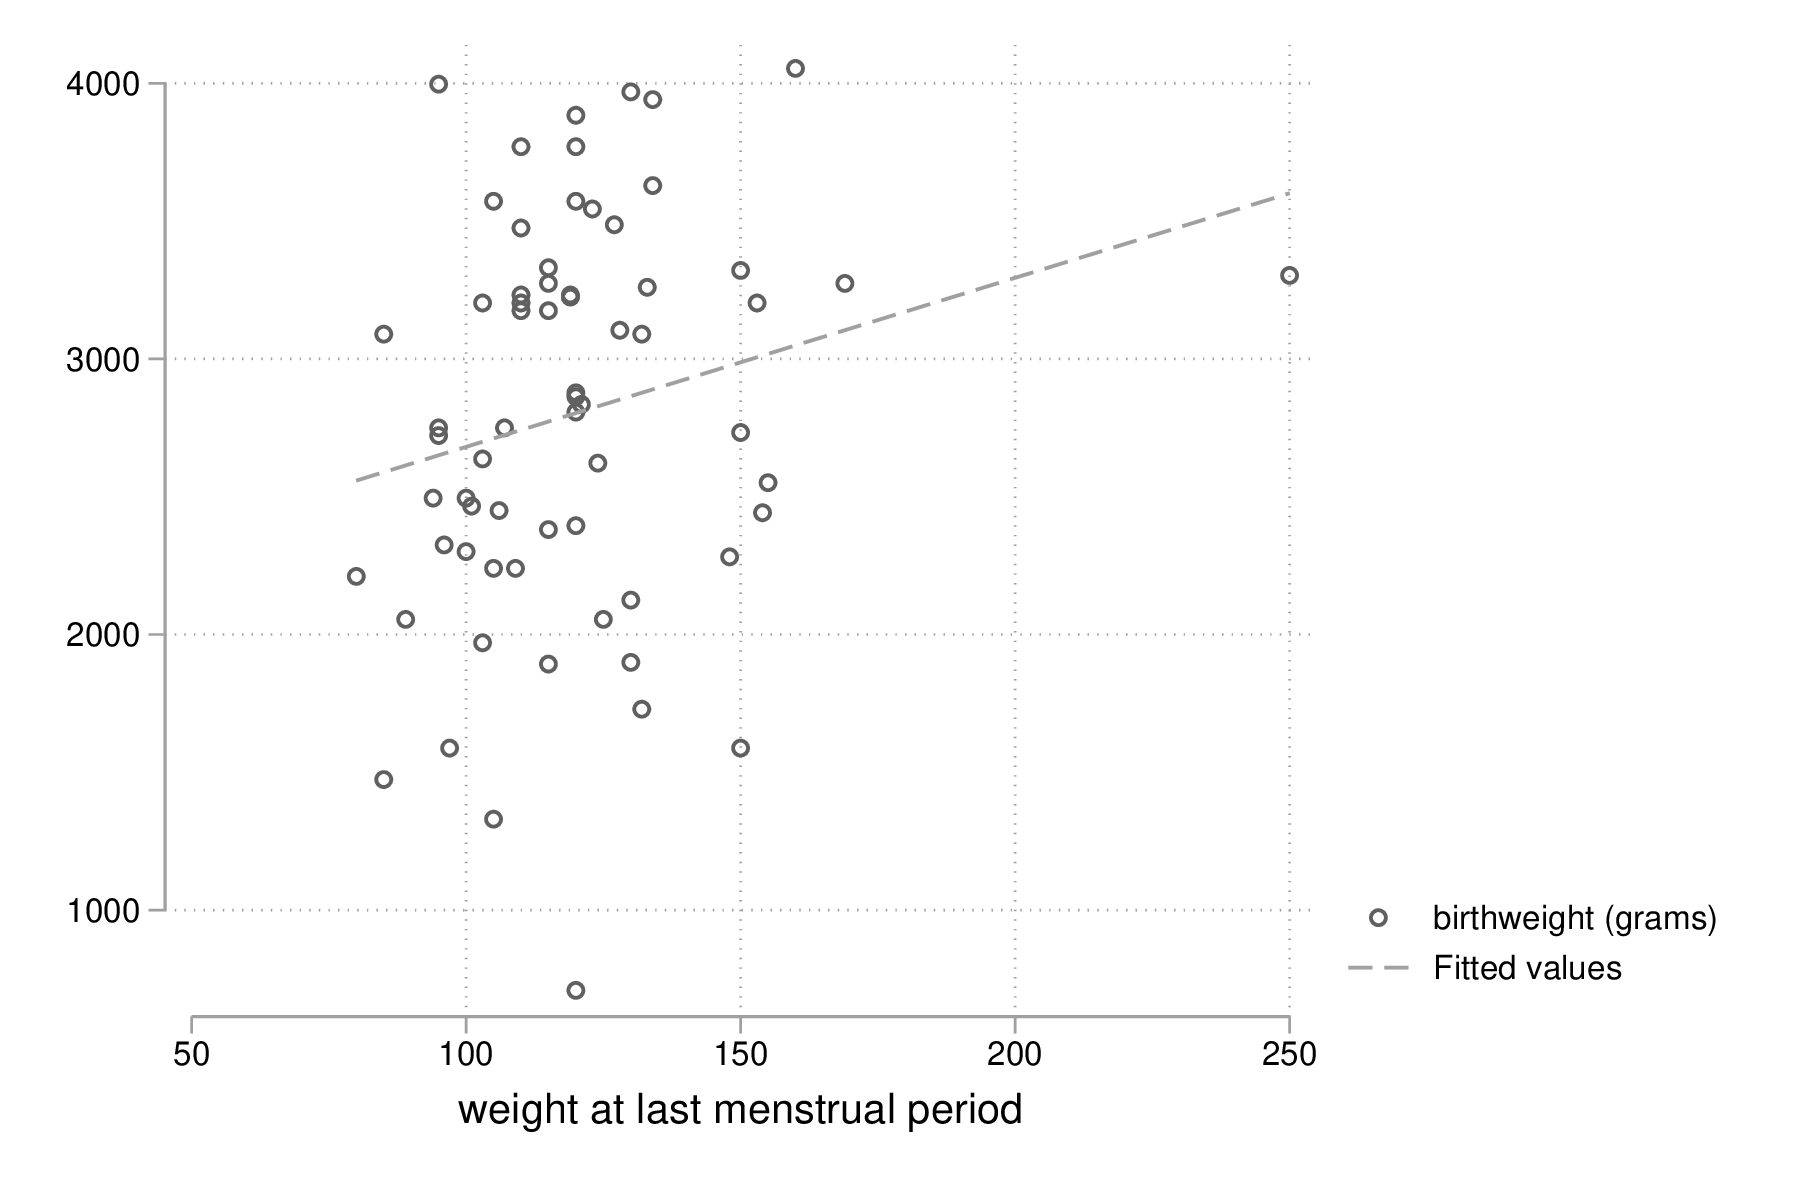 4000
3000
2000
1000
50 100 150 200 250
weight at last menstrual period
birthweight (grams)
Fitted values